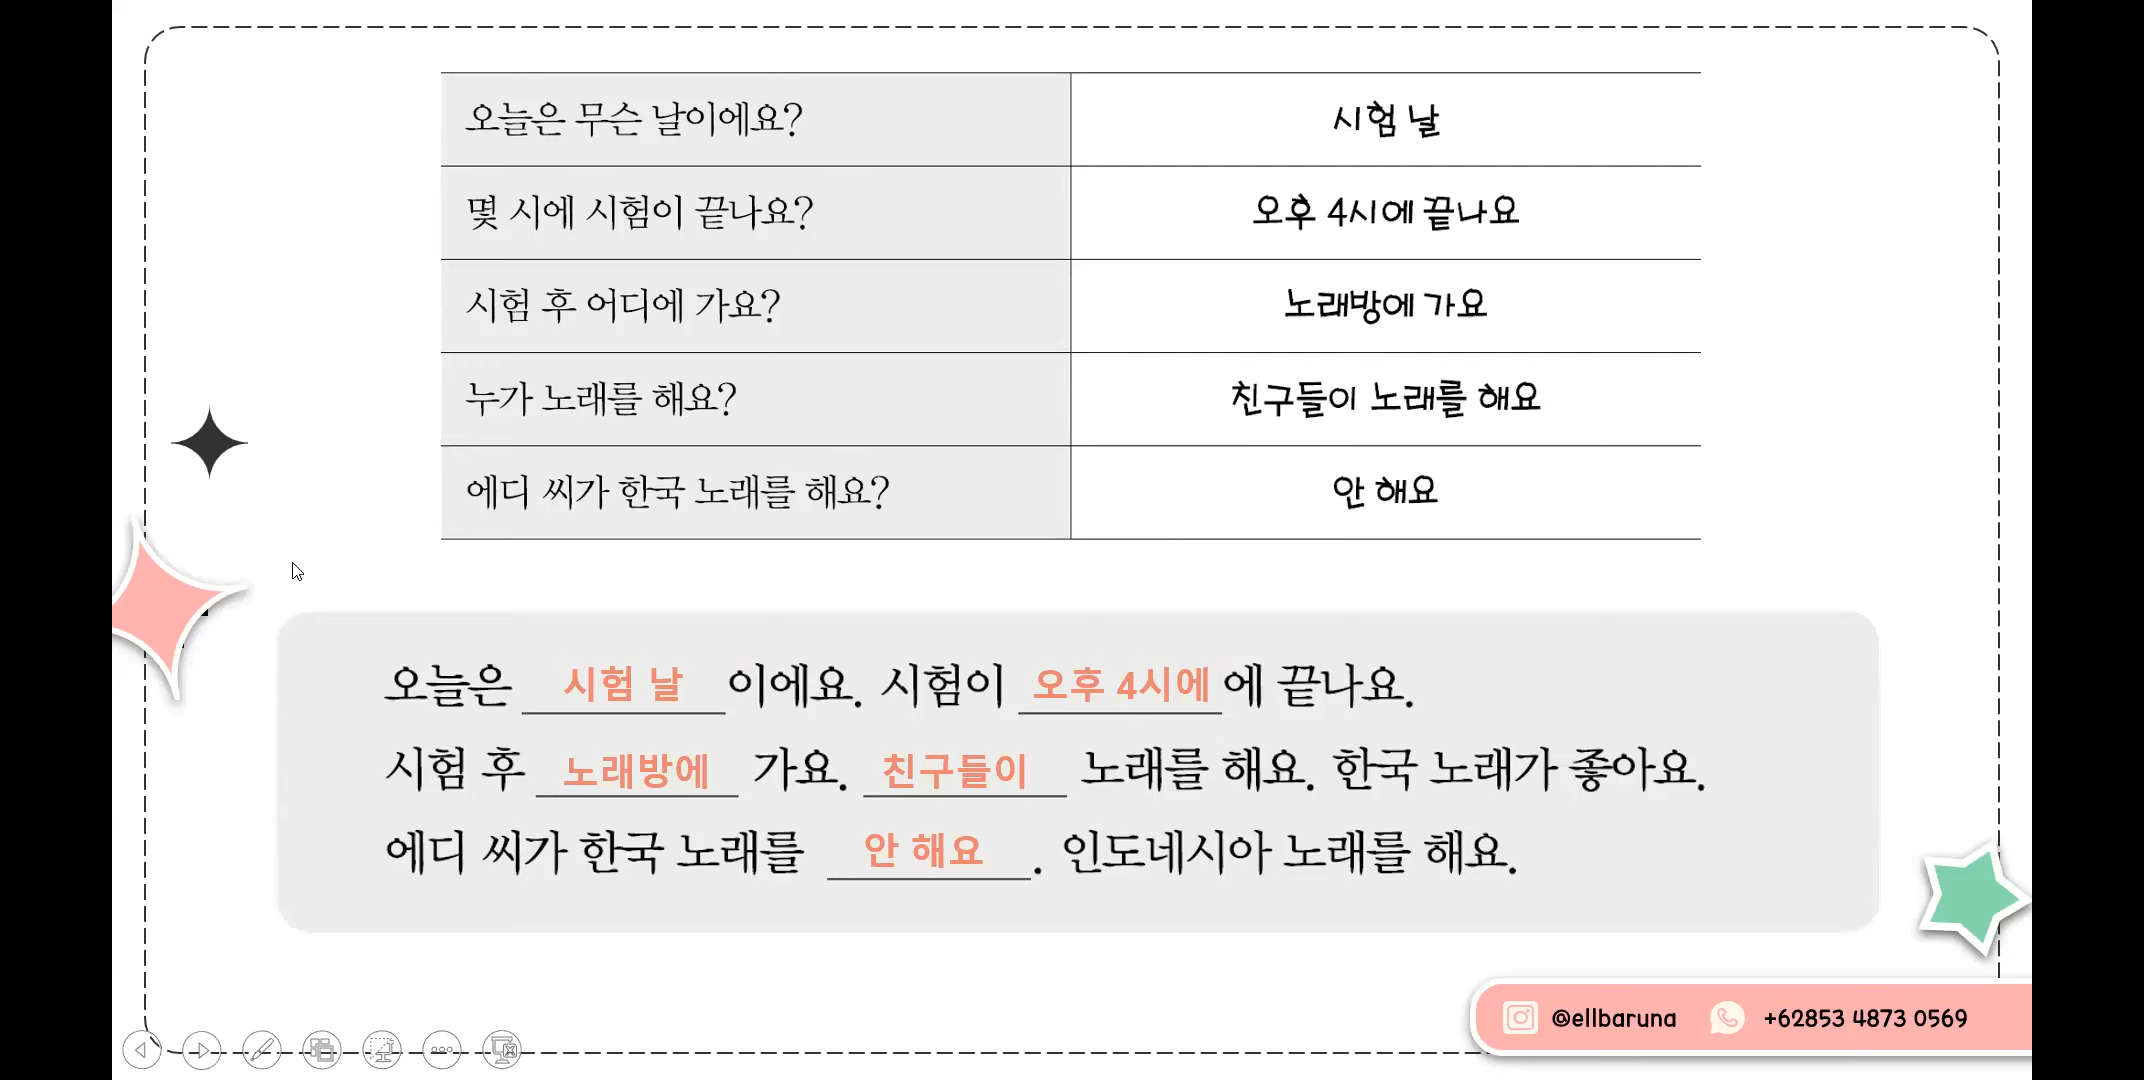 오늘은 무슨 날이에요? 시험 날
몇 시에 시험이 끝나요? 오후 4시에 끝나요
시험 후 어디에 가요? 노래방에 가요
누가 노래를 해요? 친구들이 노래를 해요
에디 씨가 한국 노래를 해요? 안 해요
오늘은 시험 날 이에요. 시험이 오후 4시에 에 끝나요.
시험 후 노래방에 가요. 친구들이 노래를 해요. 한국 노래가 좋아요.
에디 씨가 한국 노래를 안 해요. 인도네시아 노래를 해요.
@ellbaruna +62853 4873 0569